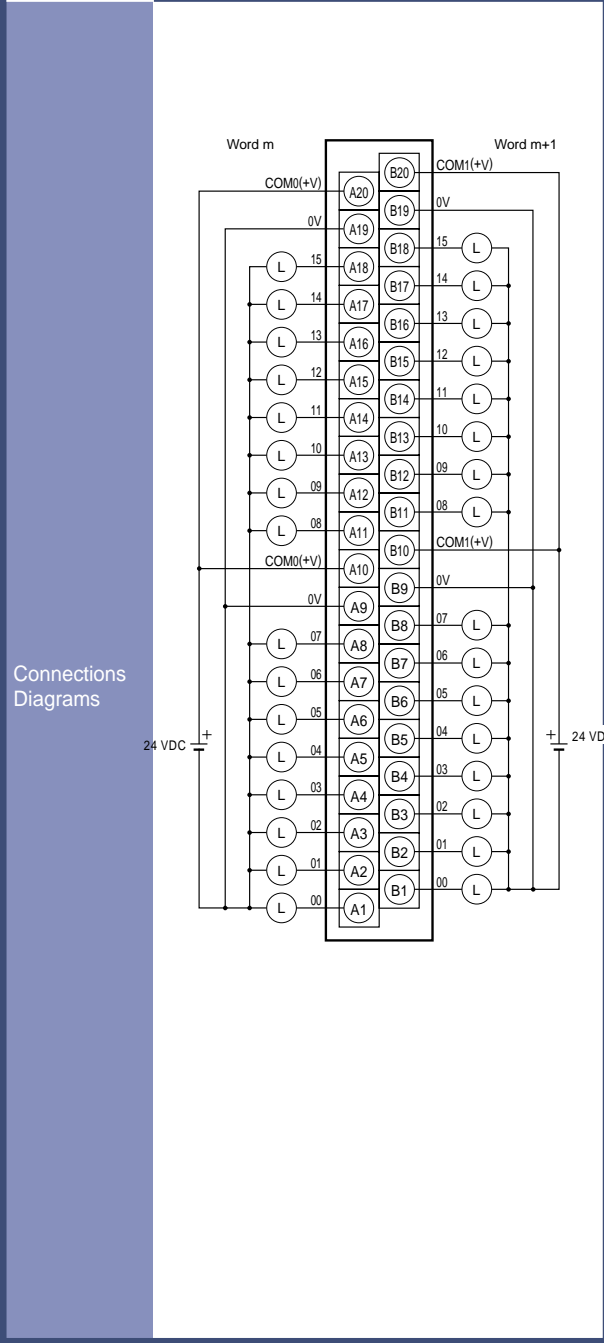 Connections
Diagrams
Word m
Word m+1
COM0(+V) A20 B20 COM1(+V)
0V A19 B19 0V
L 15 A18 B18 15 L
L 14 A17 B17 14 L
L 13 A16 B16 13 L
L 12 A15 B15 12 L
L 11 A14 B14 11 L
L 10 A13 B13 10 L
L 09 A12 B12 09 L
L 08 A11 B11 08 L
COM0(+V) A10 B10 COM1(+V)
0V A9 B9 0V
L 07 A8 B8 07 L
L 06 A7 B7 06 L
L 05 A6 B6 05 L
24 VDC + L 04 A5 B5 04 L + 24 VD
L 03 A4 B4 03 L
L 02 A3 B3 02 L
L 01 A2 B2 01 L
L 00 A1 B1 00 L